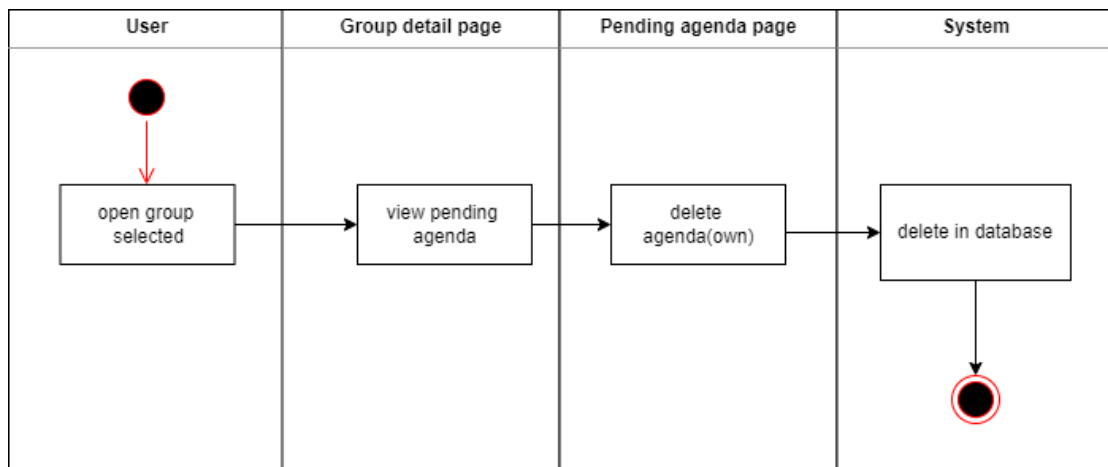 User
Group detail page
Pending agenda page
System
open group
selected
view pending
agenda
delete
agenda(own)
delete in database